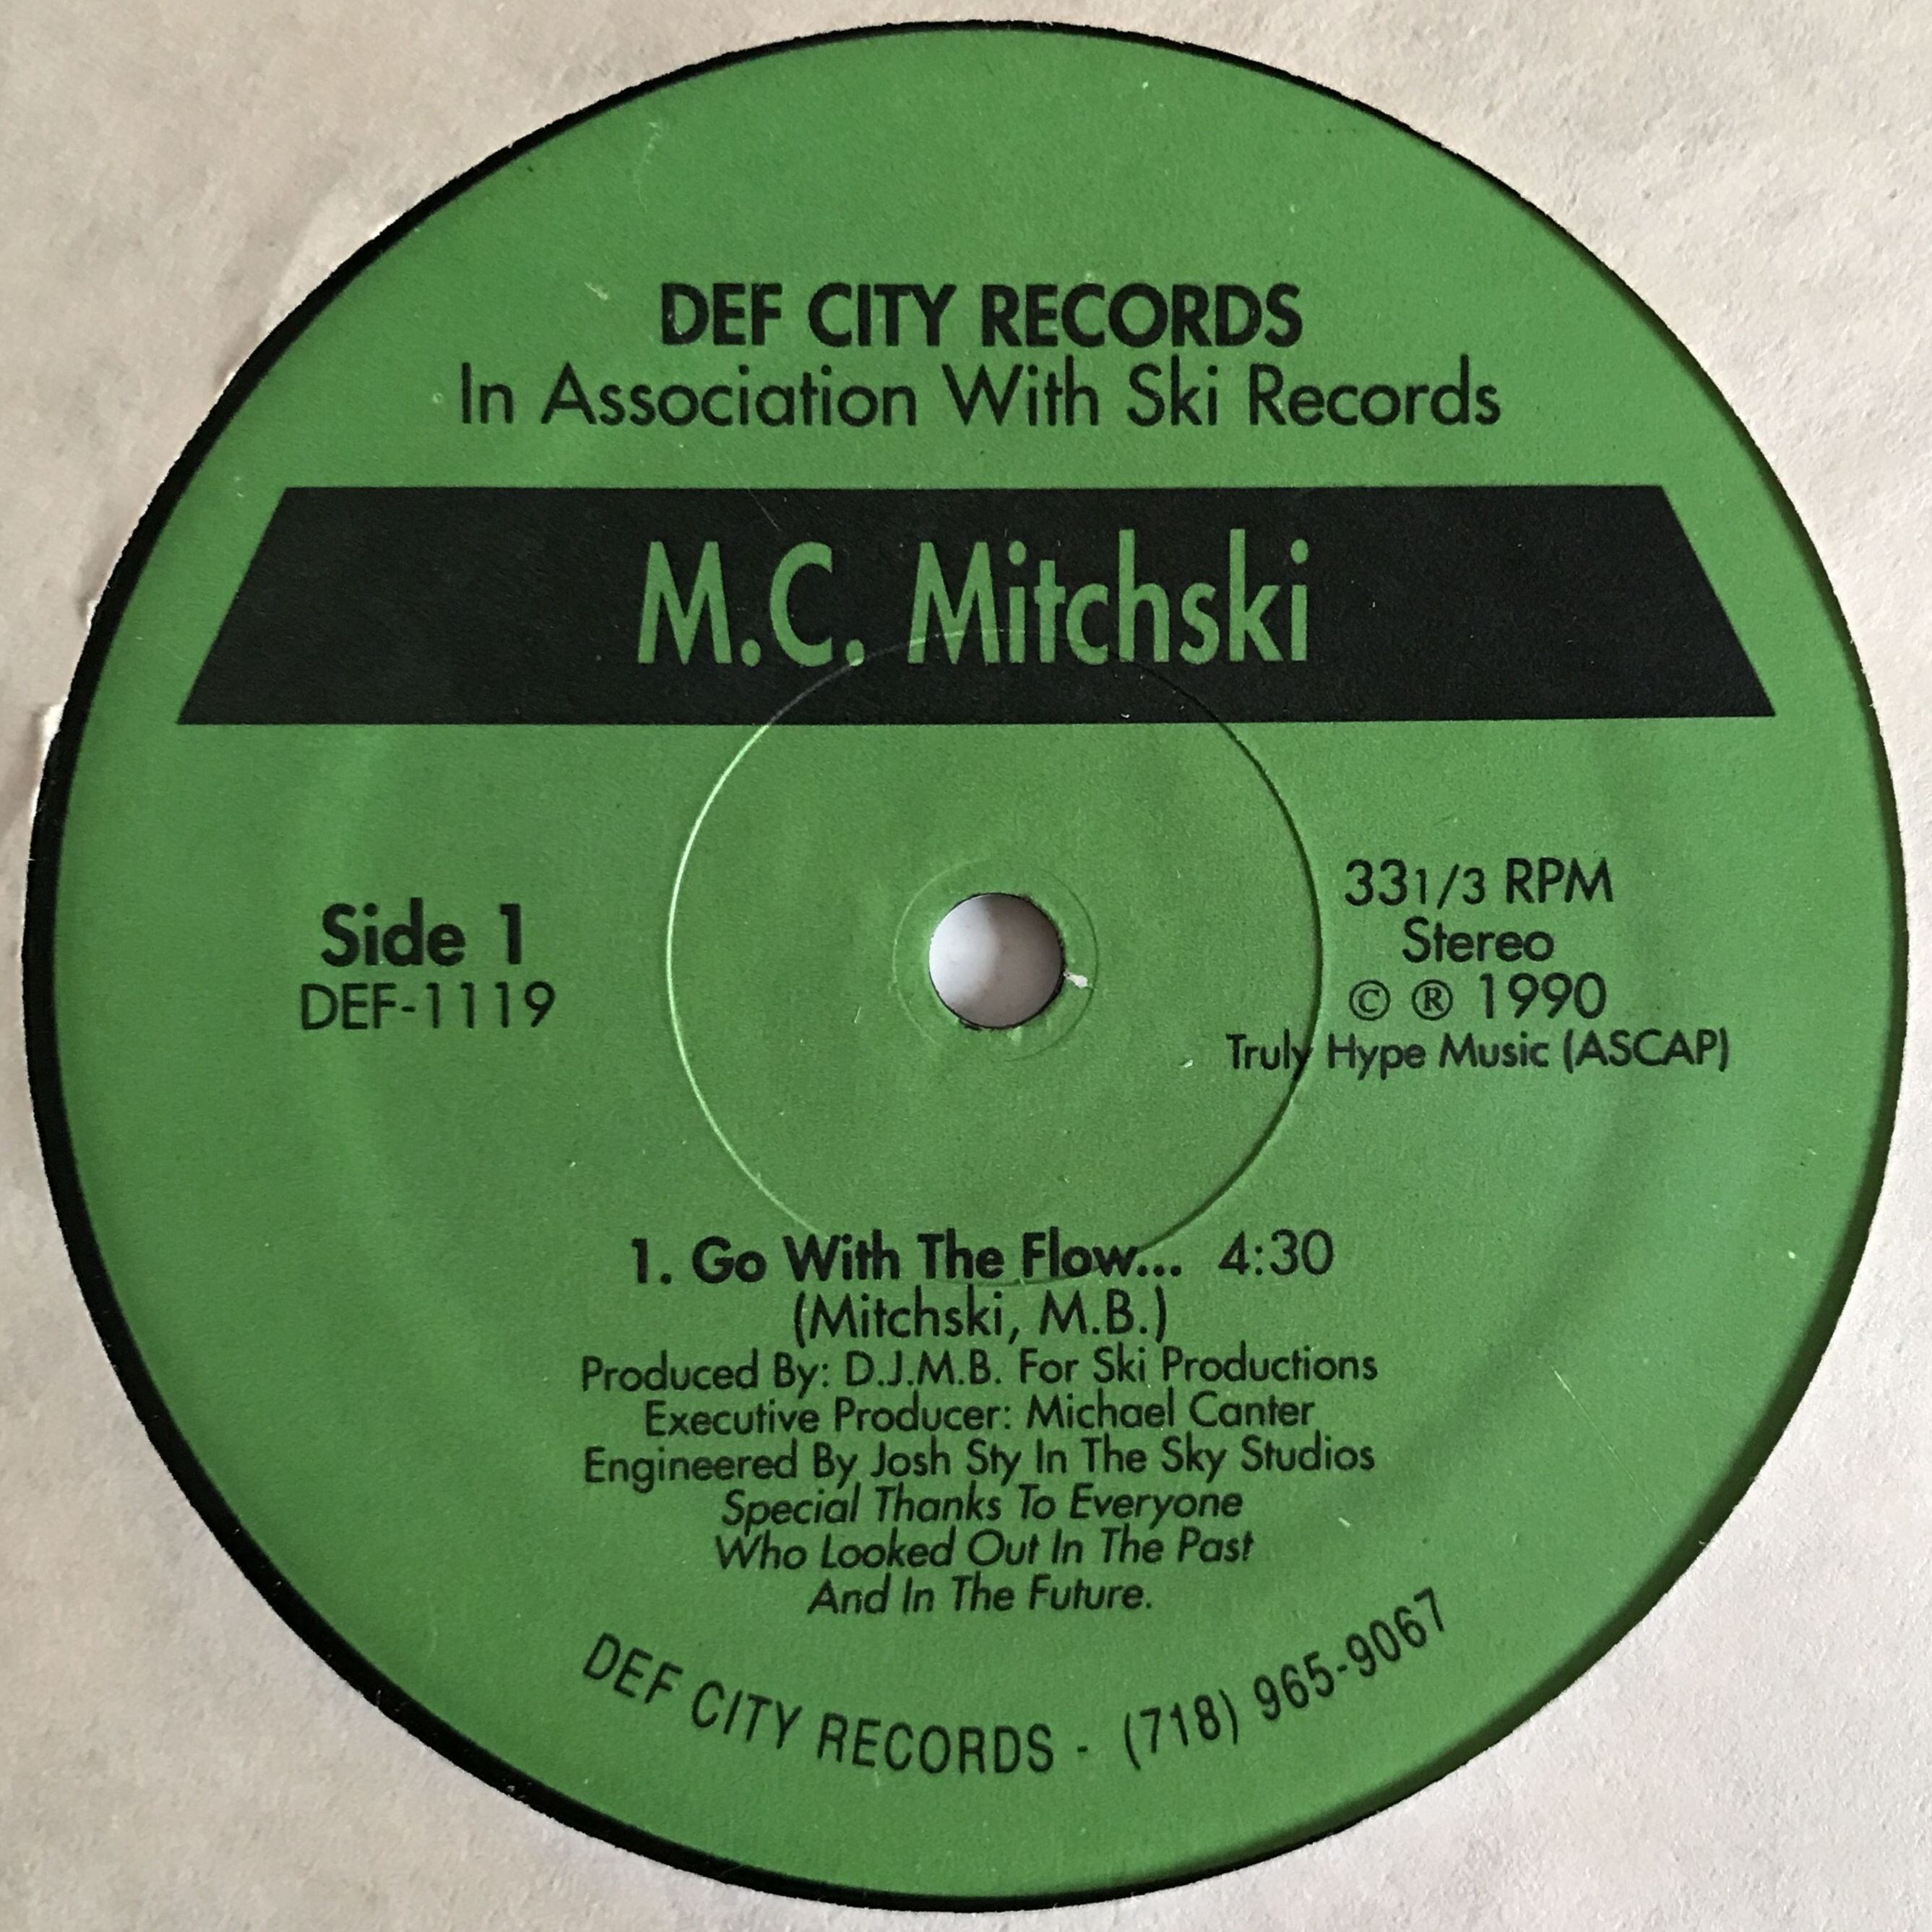 DEF CITY RECORDS
In Association With Ski Records
M.C. Mitchski
Side 1
DEF-1119
33 1/3 RPM
Stereo
© ® 1990
Truly Hype Music (ASCAP)
1. Go With The Flow... 4:30
(Mitchski, M.B.)
Produced By: D.J.M.B. For Ski Productions
Executive Producer: Michael Canter
Engineered By Josh Sty In The Sky Studios
Special Thanks To Everyone
Who Looked Out In The Past
And In The Future.
DEF CITY RECORDS - (718) 965-9067